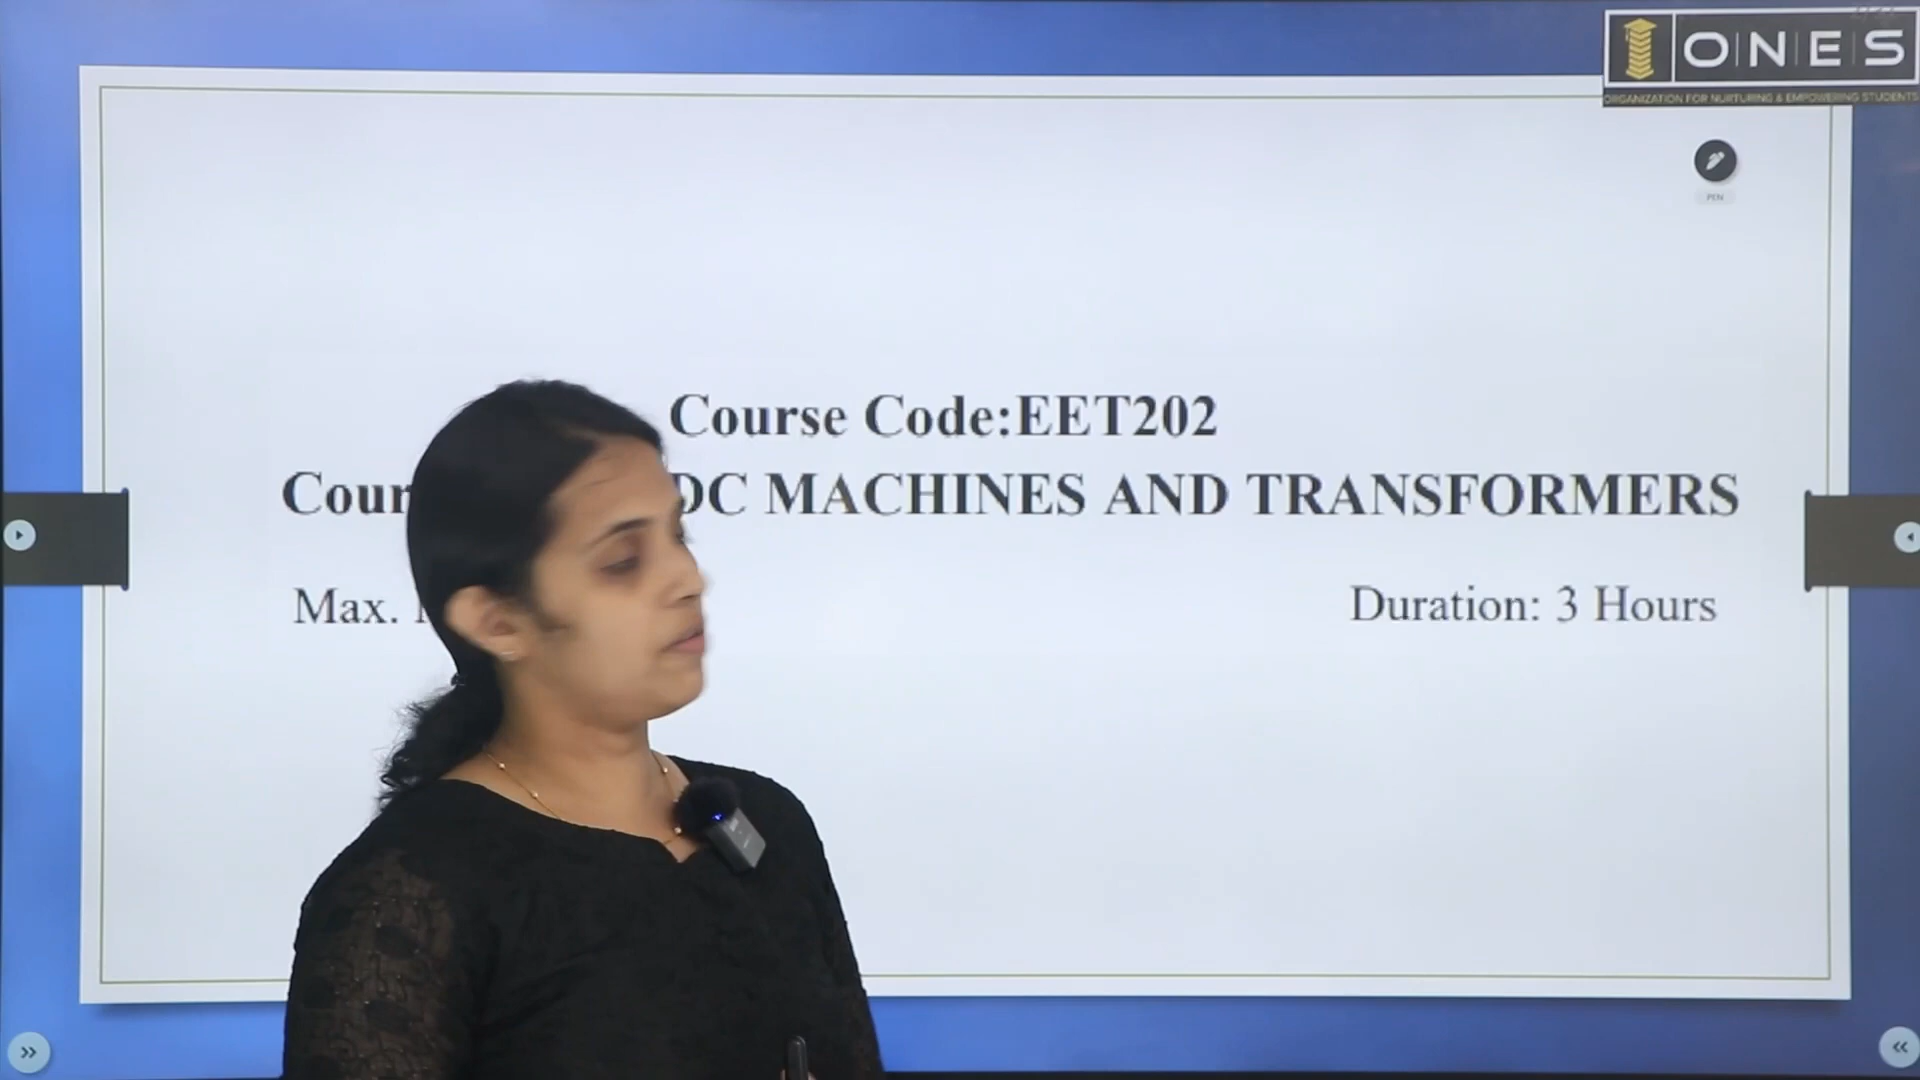 ONES
ORGANIZATION FOR NURTURING & EMPOWERING STUDENTS
PEN
Course Code:EET202
Cour DC MACHINES AND TRANSFORMERS
Max.
Duration: 3 Hours